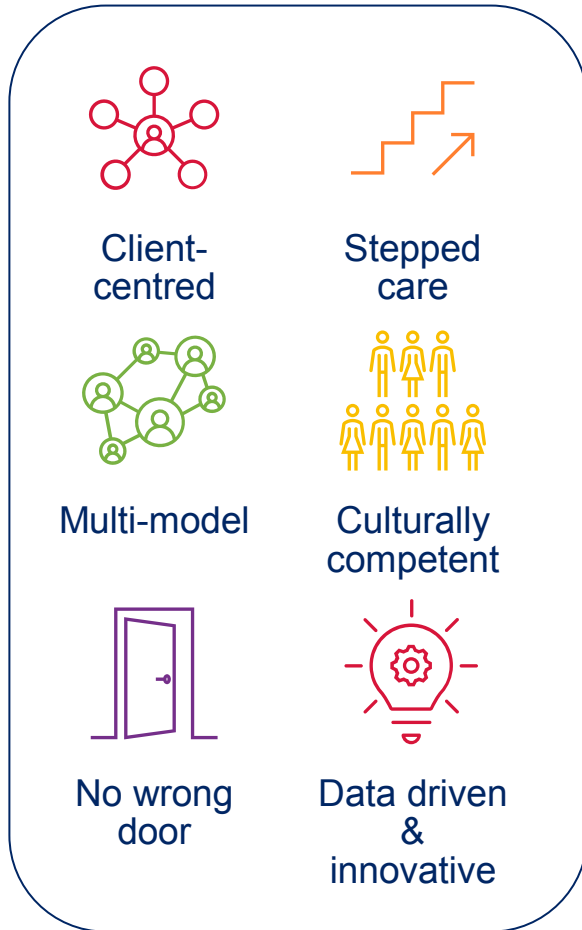 Client-
centred
Stepped
care
Multi-model
Culturally
competent
No wrong
door
Data driven
&
innovative